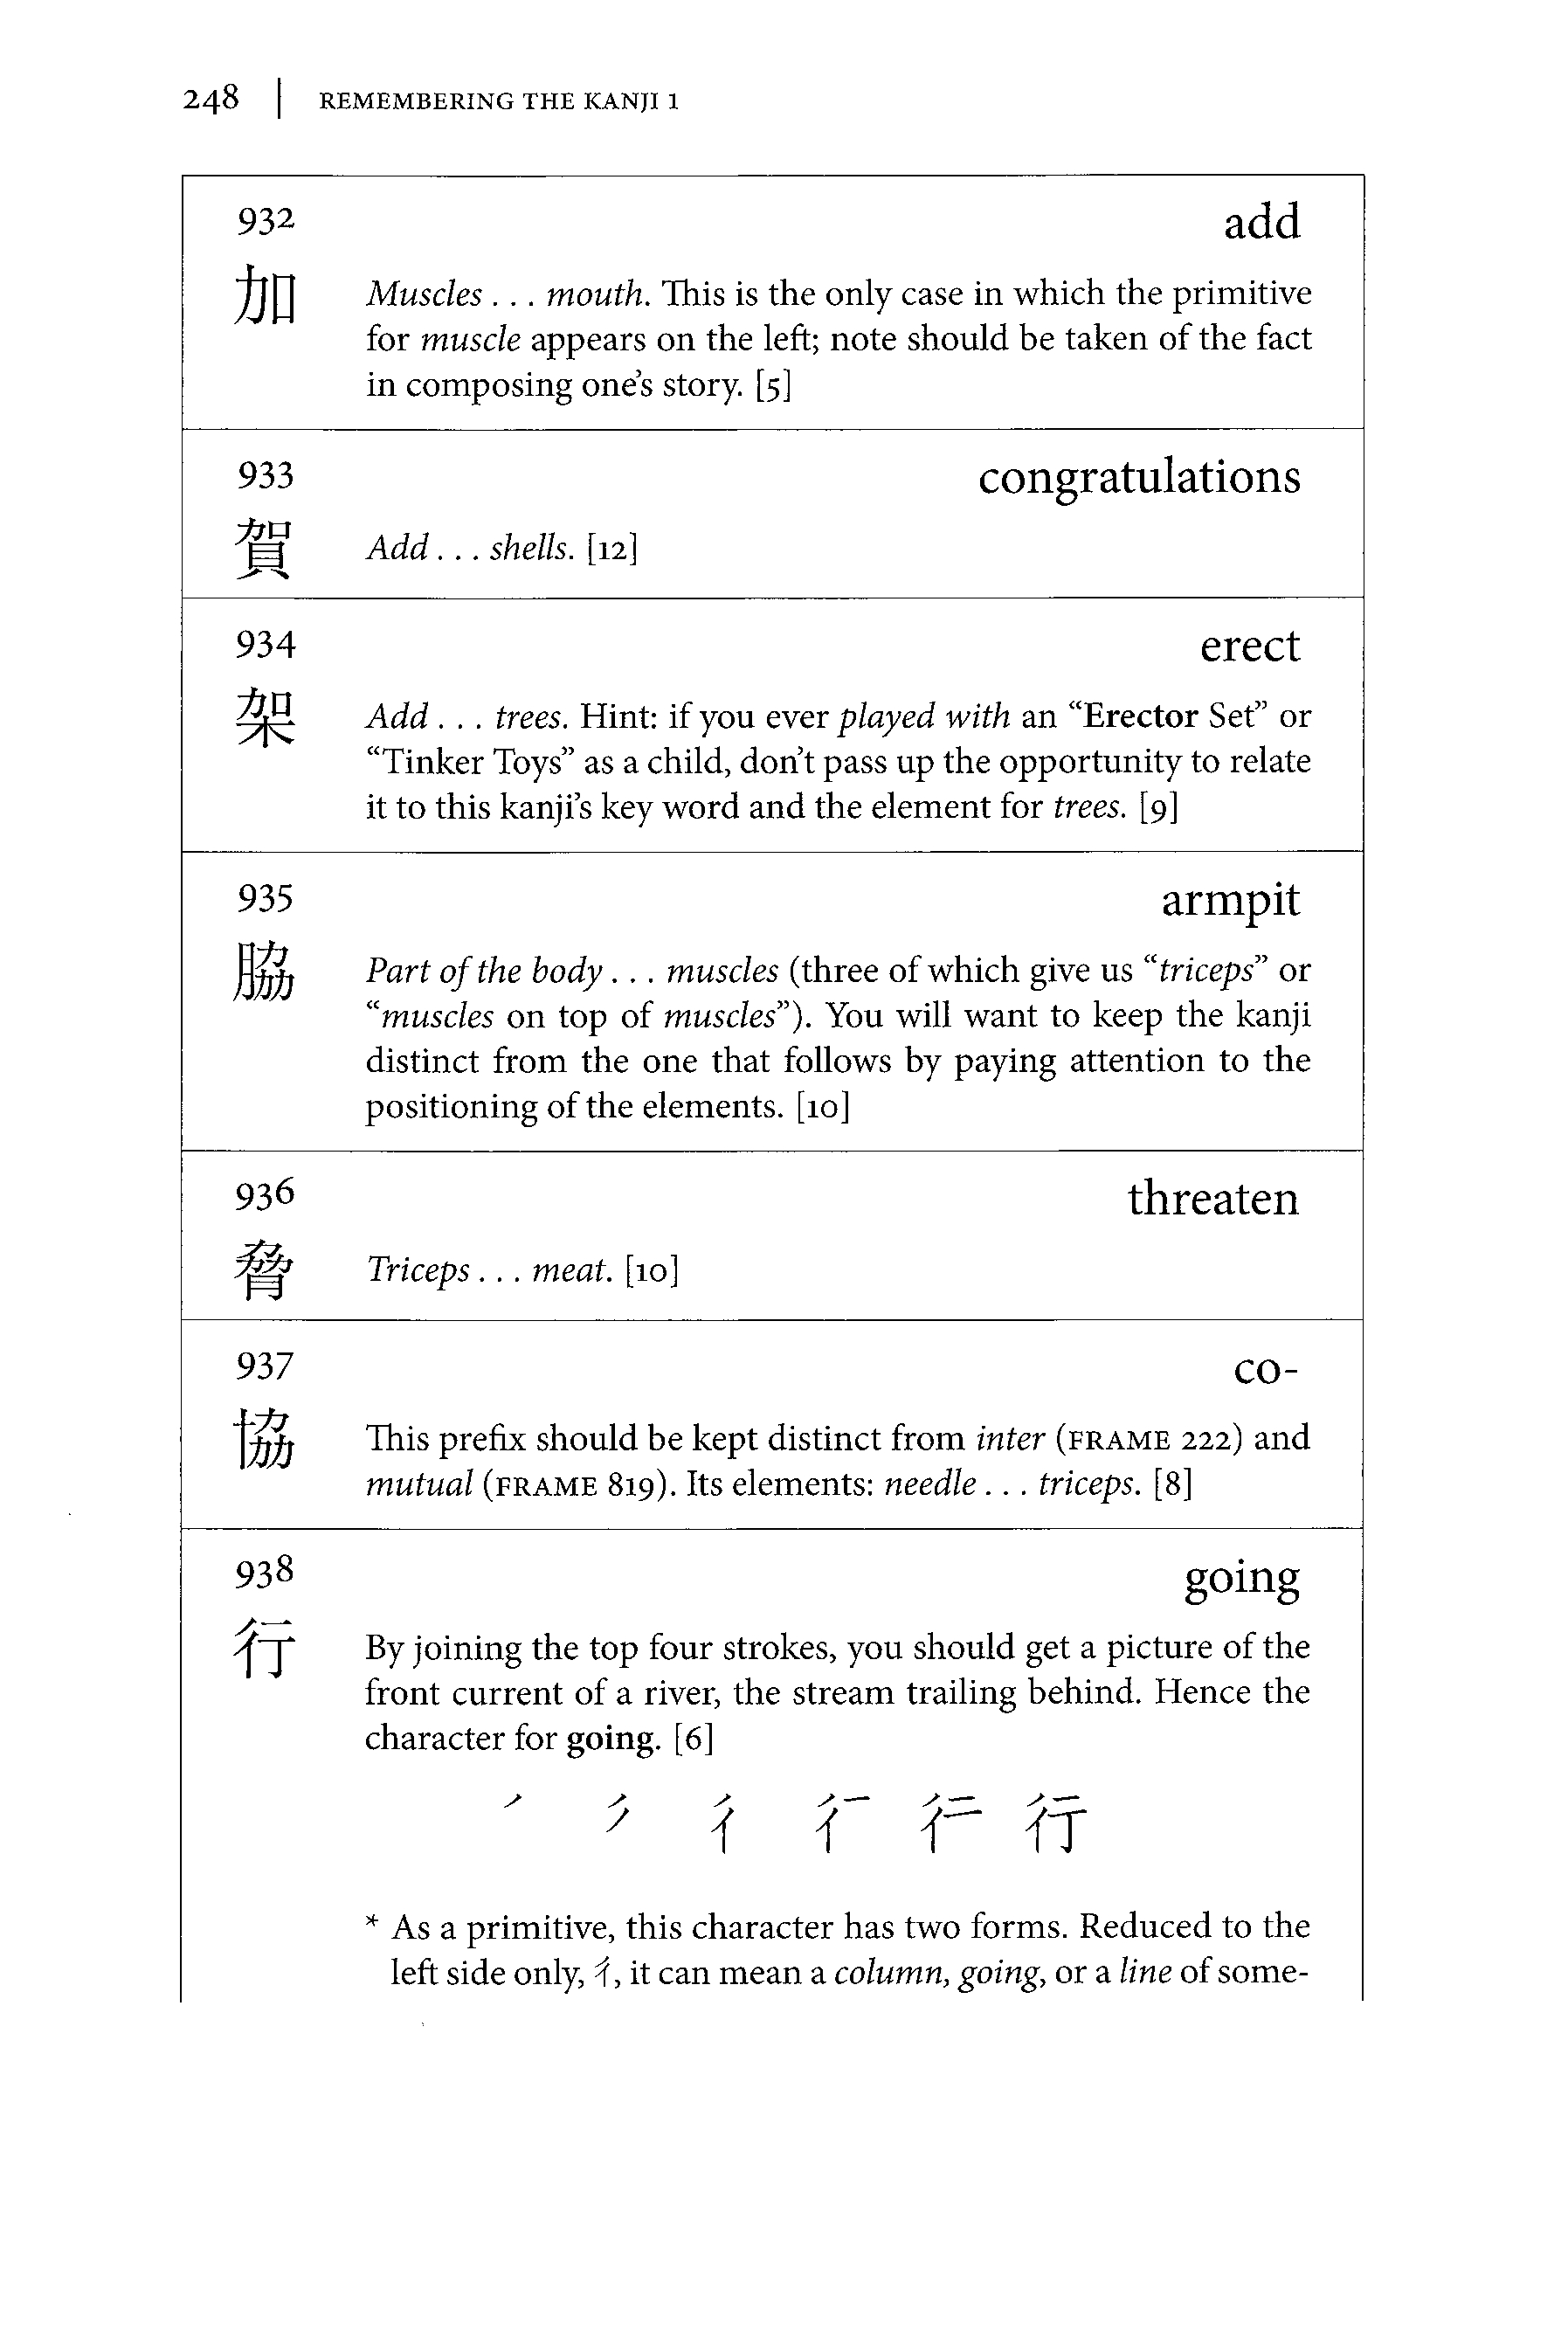 248 | REMEMBERING THE KANJI 1
932 add
加 Muscles . . . mouth. This is the only case in which the primitive
for muscle appears on the left; note should be taken of the fact
in composing one's story. [5]
933 congratulations
賀 Add . . . shells. [12]
934 erect
架 Add . . . trees. Hint: if you ever played with an “Erector Set” or
“Tinker Toys” as a child, don't pass up the opportunity to relate
it to this kanji's key word and the element for trees. [9]
935 armpit
脇 Part of the body . . . muscles (three of which give us “triceps” or
“muscles on top of muscles”). You will want to keep the kanji
distinct from the one that follows by paying attention to the
positioning of the elements. [10]
936 threaten
脅 Triceps . . . meat. [10]
937 co-
協 This prefix should be kept distinct from inter (FRAME 222) and
mutual (FRAME 819). Its elements: needle . . . triceps. [8]
938 going
行 By joining the top four strokes, you should get a picture of the
front current of a river, the stream trailing behind. Hence the
character for going. [6]
彳 行
* As a primitive, this character has two forms. Reduced to the
left side only, 彳, it can mean a column, going, or a line of some-